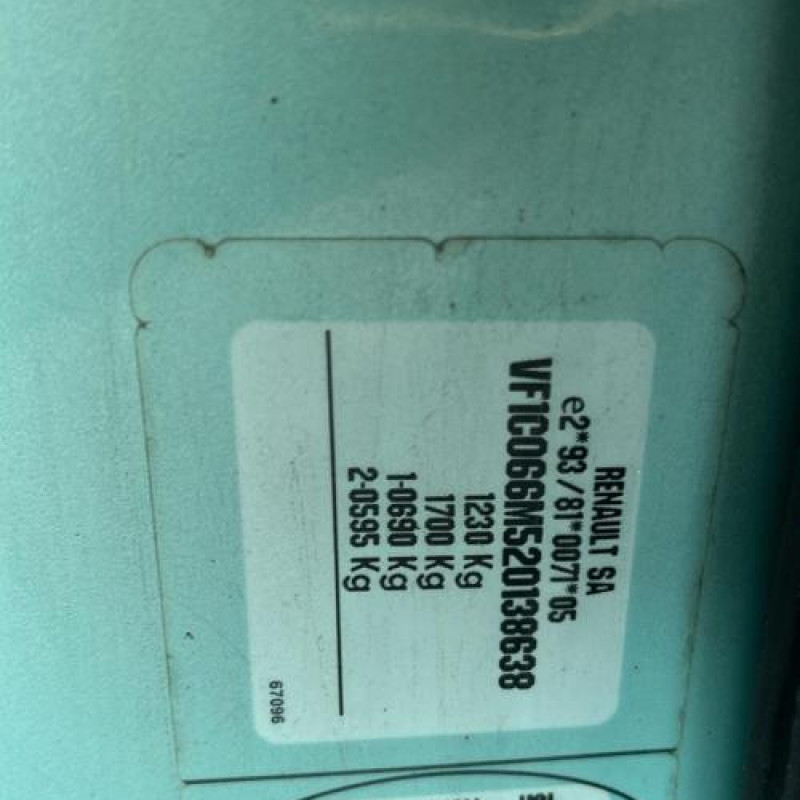 RENAULT SA
e2*93/81*0071*05
VF1C066M520138638
1230 Kg
1700 Kg
1-0690 Kg
2-0595 Kg
67096